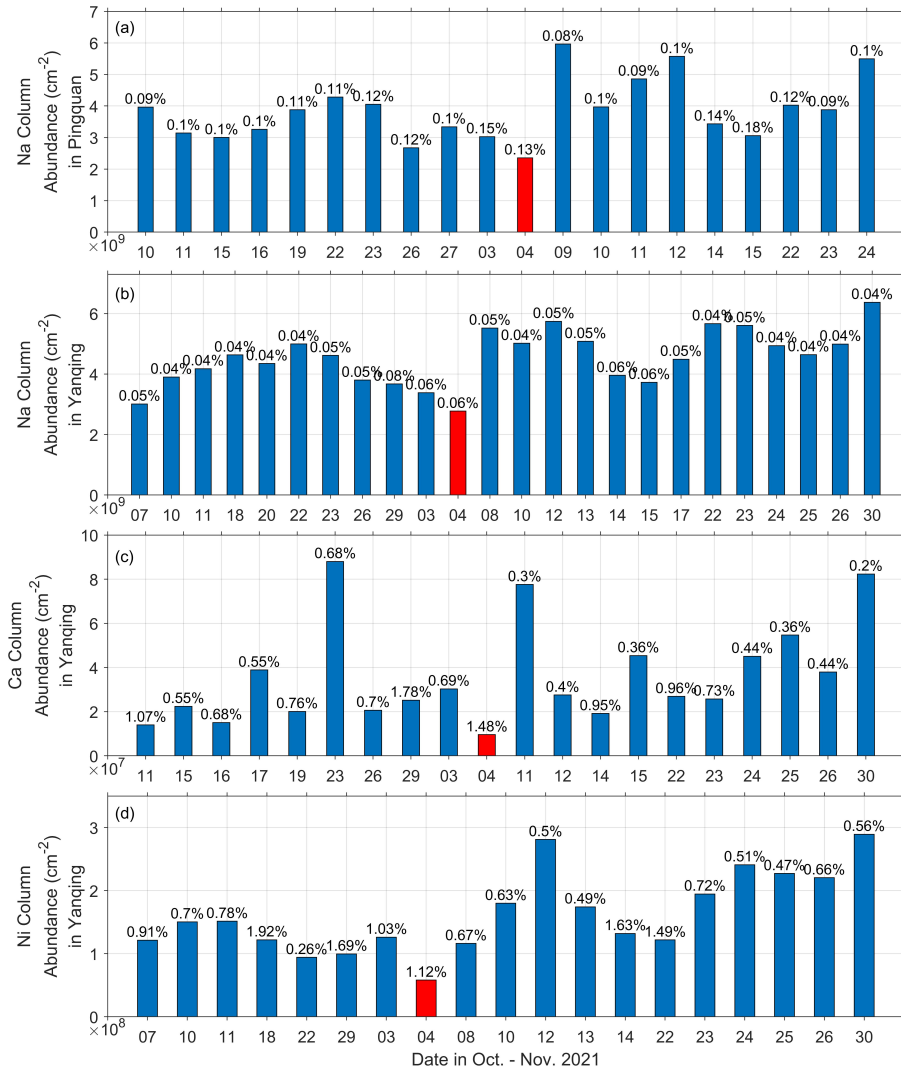 (a)
Na Column
Abundance (cm-2)
in Pingquan
7
6
5
4
3
2
1
0
×10^9
0.09% 0.1% 0.1% 0.1% 0.11% 0.11% 0.12% 0.12% 0.1% 0.15% 0.13% 0.08% 0.1% 0.09% 0.1% 0.14% 0.18% 0.12% 0.09% 0.1%
10 11 15 16 19 22 23 26 27 03 04 09 10 11 12 14 15 22 23 24
(b)
Na Column
Abundance (cm-2)
in Yanqing
6
4
2
0
×10^9
0.05% 0.04% 0.04% 0.04% 0.04% 0.04% 0.05% 0.05% 0.08% 0.06% 0.06% 0.05% 0.04% 0.05% 0.05% 0.06% 0.06% 0.05% 0.04% 0.05% 0.04% 0.04% 0.04% 0.04%
07 10 11 18 20 22 23 26 29 03 04 08 10 12 13 14 15 17 22 23 24 25 26 30
(c)
Ca Column
Abundance (cm-2)
in Yanqing
10
8
6
4
2
0
×10^7
1.07% 0.55% 0.68% 0.55% 0.76% 0.68% 0.7% 1.78% 0.69% 1.48% 0.3% 0.4% 0.95% 0.36% 0.96% 0.73% 0.44% 0.36% 0.44% 0.2%
11 15 16 17 19 23 26 29 03 04 11 12 14 15 22 23 24 25 26 30
(d)
Ni Column
Abundance (cm-2)
in Yanqing
3
2
1
0
×10^8
0.91% 0.7% 0.78% 1.92% 0.26% 1.69% 1.03% 1.12% 0.67% 0.63% 0.5% 0.49% 1.63% 1.49% 0.72% 0.51% 0.47% 0.66% 0.56%
07 10 11 18 22 29 03 04 08 10 12 13 14 22 23 24 25 26 30
Date in Oct. - Nov. 2021